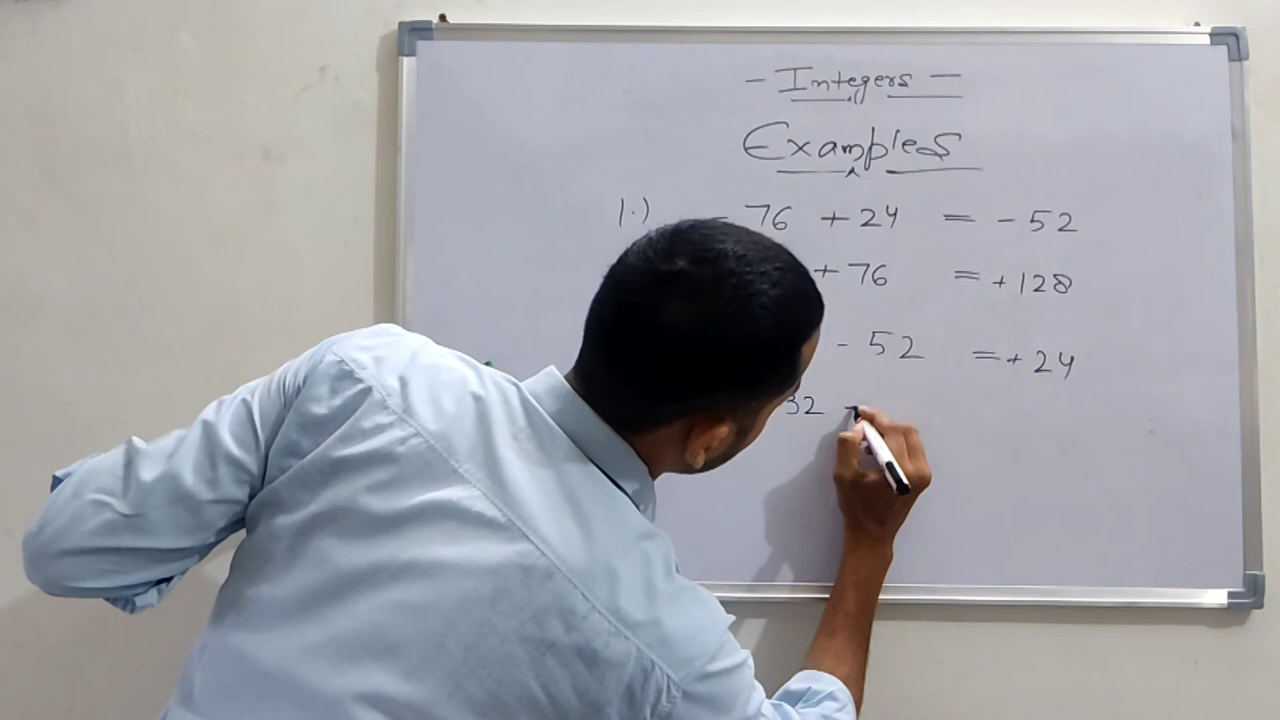 - Integers -
Examples
1.) - 76 + 24 = - 52
+ 76 = + 128
- 52 = + 24
32 -